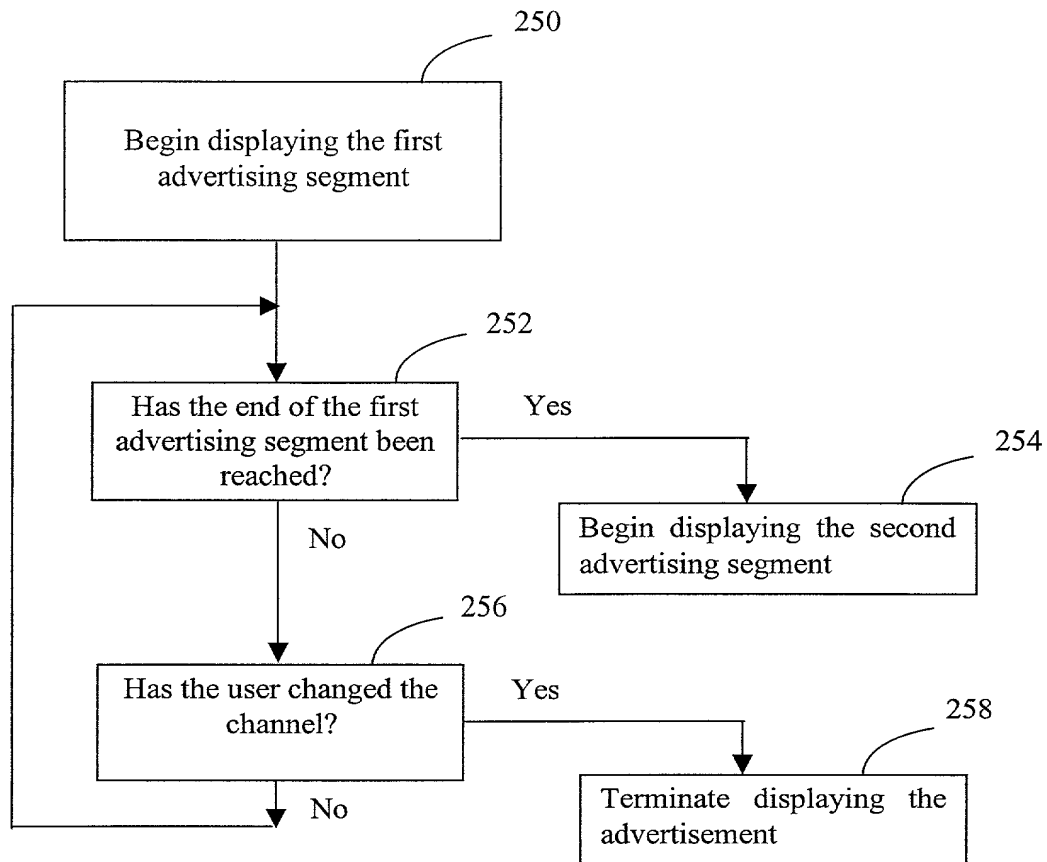 250
Begin displaying the first
advertising segment
252
Has the end of the first
advertising segment been
reached?
Yes
254
Begin displaying the second
advertising segment
No
256
Has the user changed the
channel?
Yes
258
Terminate displaying the
advertisement
No